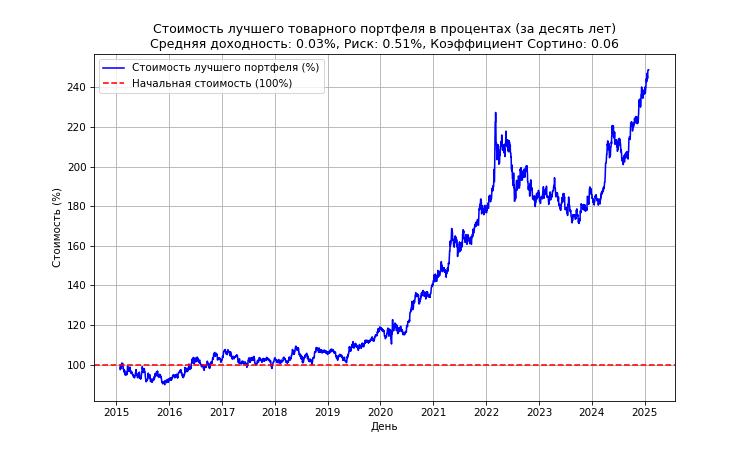 Стоимость лучшего товарного портфеля в процентах (за десять лет)
Средняя доходность: 0.03%, Риск: 0.51%, Коэффициент Сортино: 0.06
Стоимость лучшего портфеля (%)
Начальная стоимость (100%)
Стоимость (%)
240
220
200
180
160
140
120
100
2015 2016 2017 2018 2019 2020 2021 2022 2023 2024 2025
День